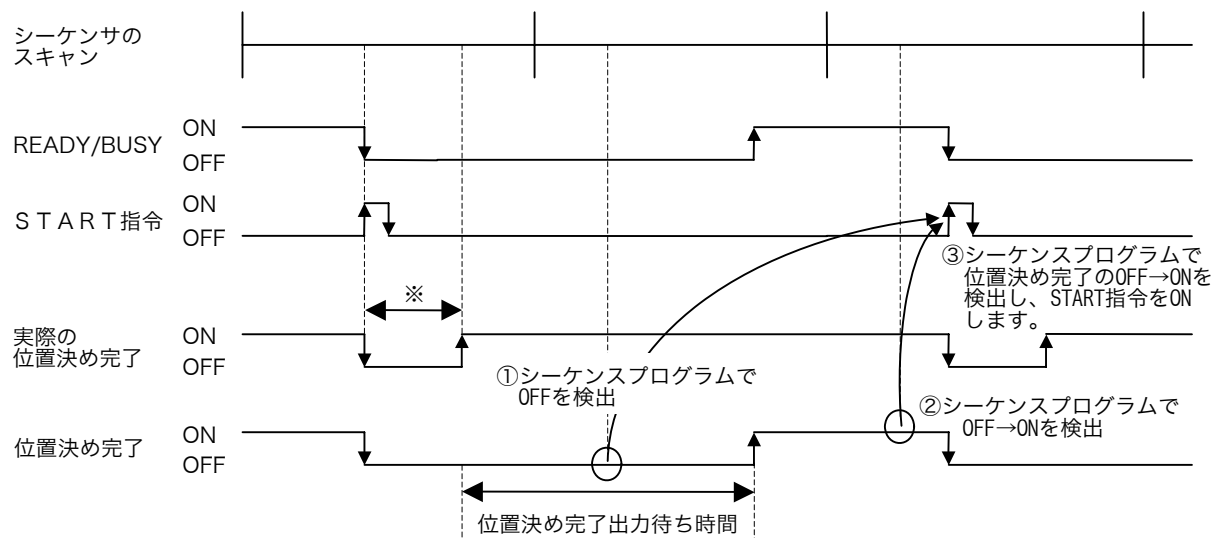 シーケンサの
スキャン
READY/BUSY
ON
OFF
ＳＴＡＲＴ指令
ON
OFF
③シーケンスプログラムで
位置決め完了のOFF→ONを
検出し、START指令をON
します。
※
実際の
位置決め完了
ON
OFF
①シーケンスプログラムで
OFFを検出
②シーケンスプログラムで
OFF→ONを検出
位置決め完了
ON
OFF
位置決め完了出力待ち時間